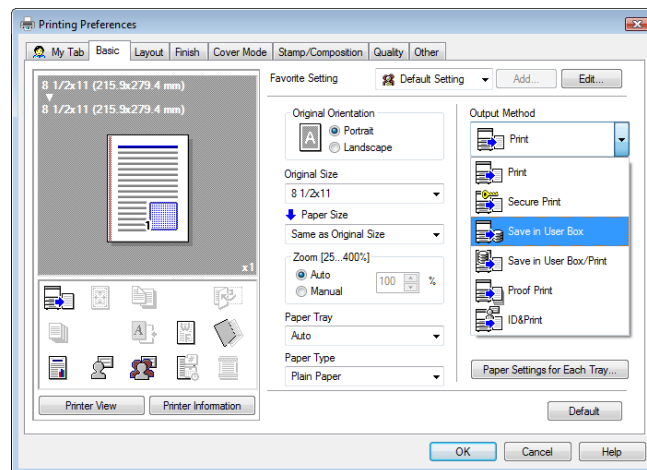 Printing Preferences
My Tab Basic Layout Finish Cover Mode Stamp/Composition Quality Other
8 1/2x11 (215.9x279.4 mm)
8 1/2x11 (215.9x279.4 mm)
1
x1
Printer View Printer Information
Favorite Setting Default Setting Add... Edit...
Original Orientation
A
Portrait
Landscape
Original Size
8 1/2x11
Paper Size
Same as Original Size
Zoom [25...400%]
Auto
Manual
100 %
Paper Tray
Auto
Paper Type
Plain Paper
Output Method
Print
Print
Secure Print
Save in User Box
Save in User Box/Print
Proof Print
ID&Print
Paper Settings for Each Tray...
Default
OK Cancel Help